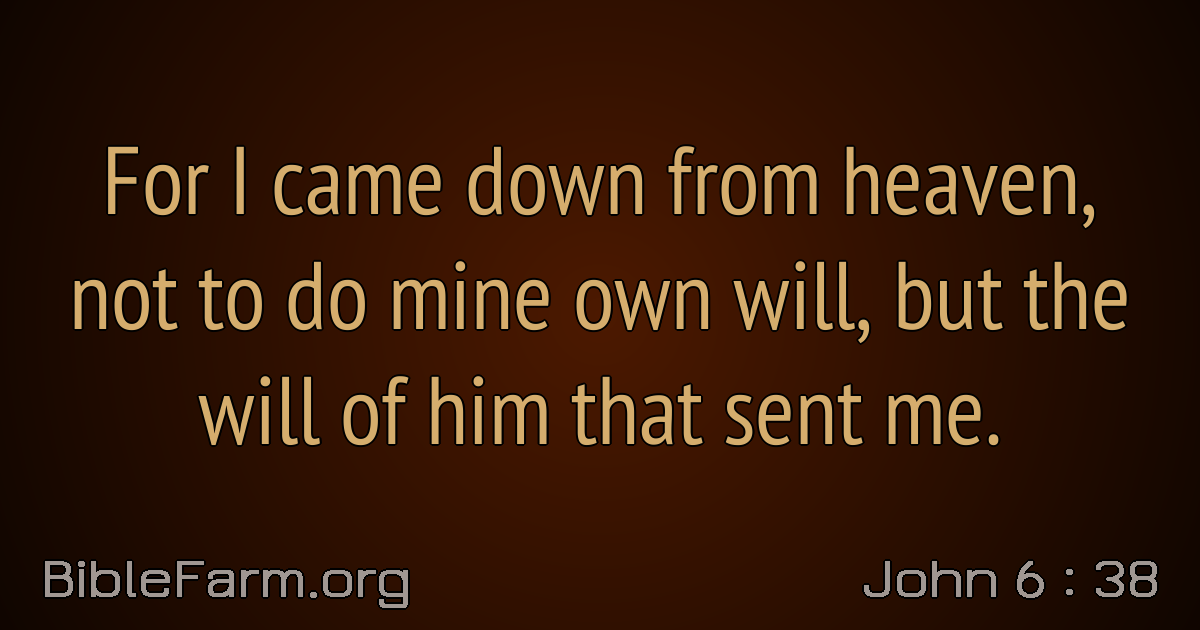 For I came down from heaven,
not to do mine own will, but the
will of him that sent me.
BibleFarm.org
John 6 : 38